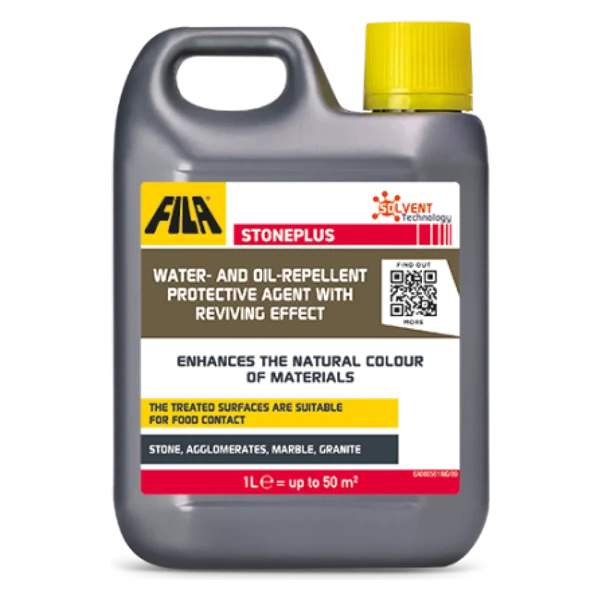 FILA
SOLVENT
Technology
STONEPLUS
WATER- AND OIL-REPELLENT
PROTECTIVE AGENT WITH
REVIVING EFFECT
FIND OUT
MORE
ENHANCES THE NATURAL COLOUR
OF MATERIALS
THE TREATED SURFACES ARE SUITABLE
FOR FOOD CONTACT
STONE, AGGLOMERATES, MARBLE, GRANITE
1L℮ = up to 50 m²